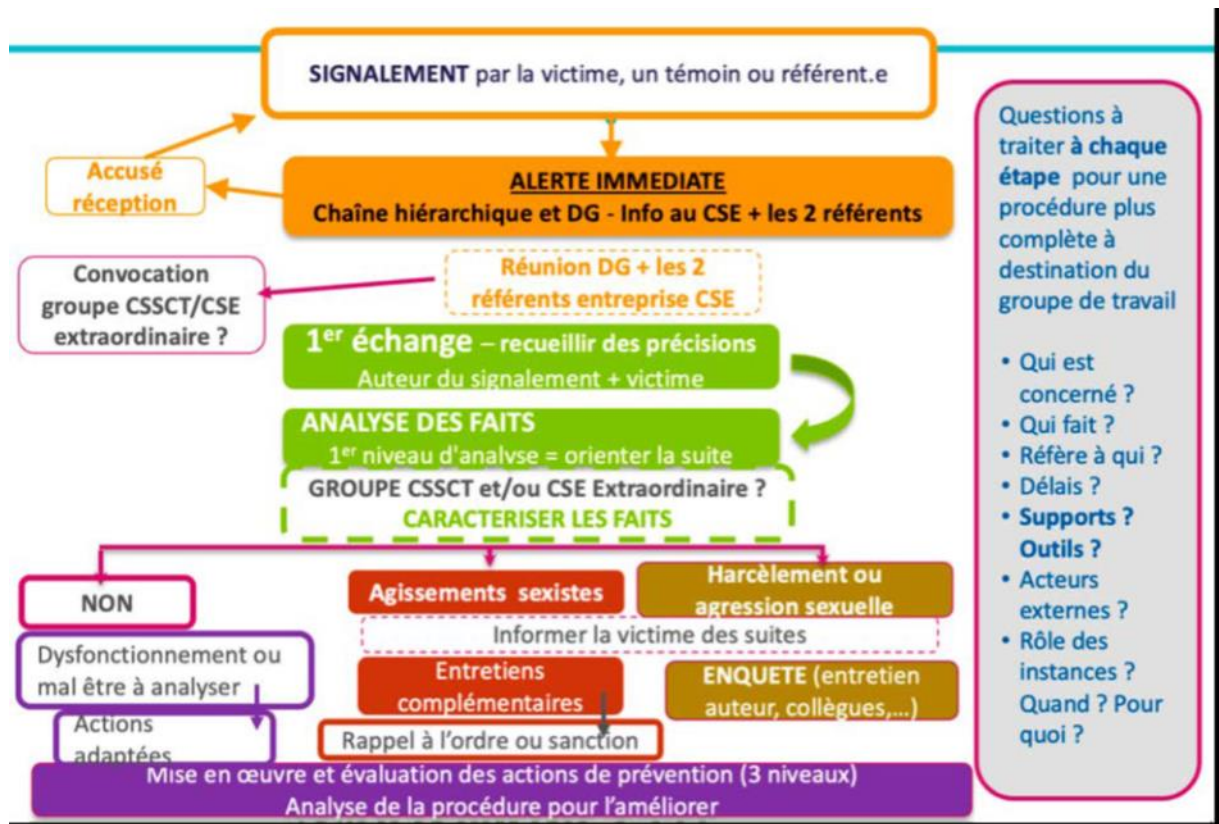 SIGNALEMENT par la victime, un témoin ou référent.e
Accusé
réception
ALERTE IMMEDIATE
Chaîne hiérarchique et DG - Info au CSE + les 2 référents
Convocation
groupe CSSCT/CSE
extraordinaire ?
Réunion DG + les 2
référents entreprise CSE
1er échange – recueillir des précisions
Auteur du signalement + victime
ANALYSE DES FAITS
1er niveau d'analyse = orienter la suite
GROUPE CSSCT et/ou CSE Extraordinaire ?
CARACTERISER LES FAITS
NON
Dysfonctionnement ou
mal être à analyser
Actions
adaptées
Agissements sexistes
Harcèlement ou
agression sexuelle
Informer la victime des suites
Entretiens
complémentaires
Rappel à l'ordre ou sanction
ENQUETE (entretien
auteur, collègues,...)
Mise en œuvre et évaluation des actions de prévention (3 niveaux)
Analyse de la procédure pour l'améliorer
Questions à
traiter à chaque
étape pour une
procédure plus
complète à
destination du
groupe de travail
• Qui est
concerné ?
• Qui fait ?
• Réfère à qui ?
• Délais ?
• Supports ?
Outils ?
• Acteurs
externes ?
• Rôle des
instances ?
Quand ? Pour
quoi ?